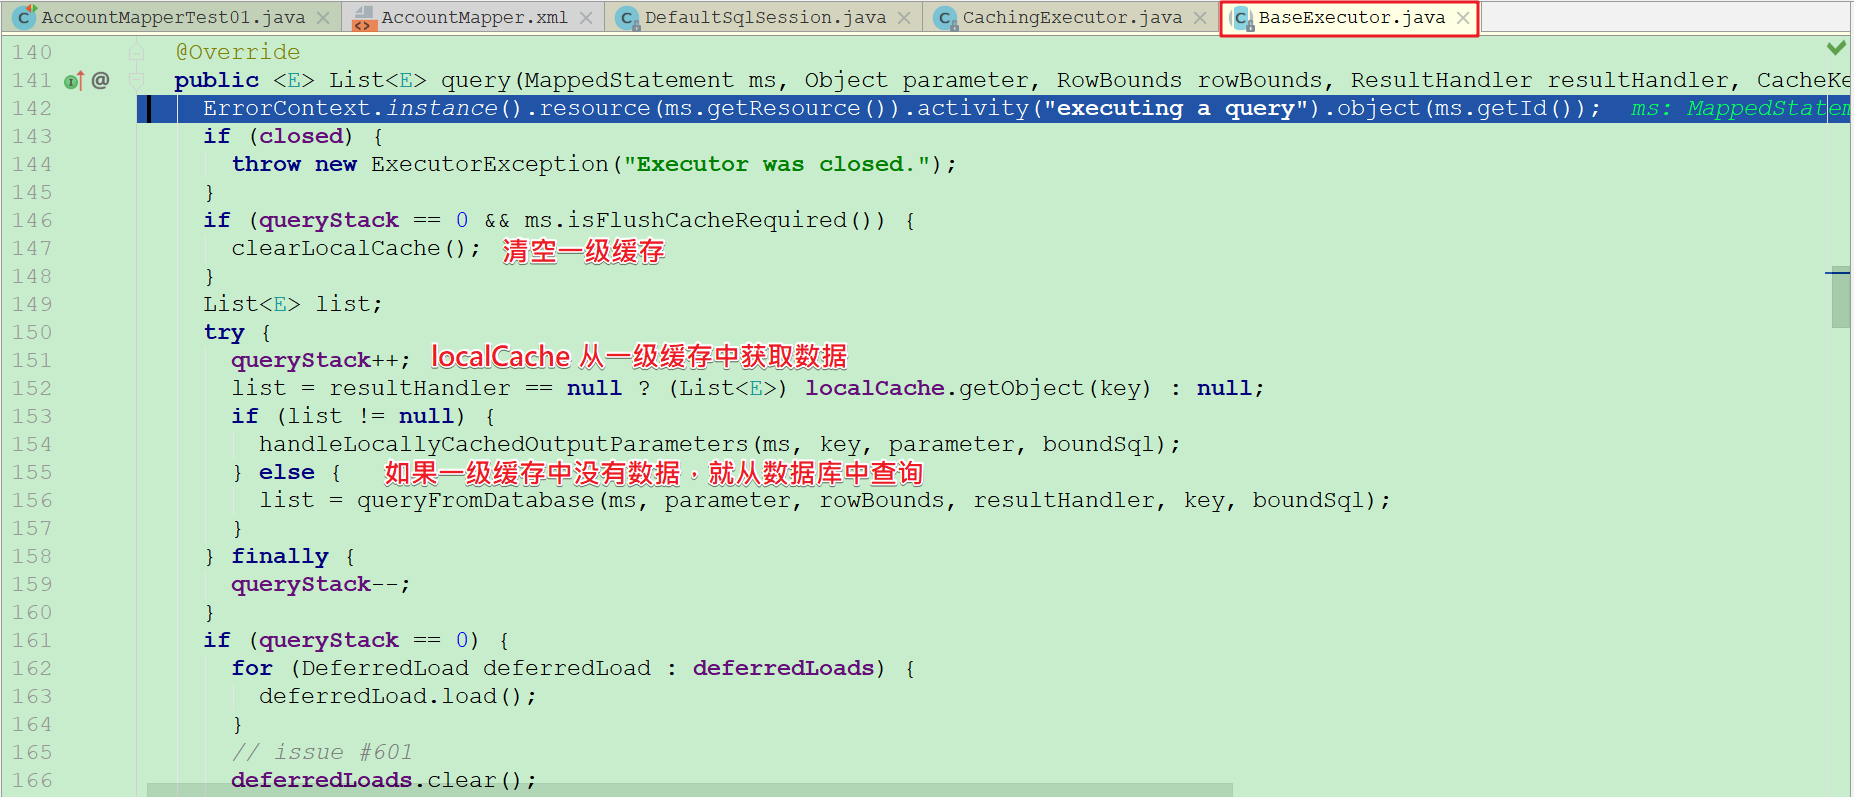 AccountMapperTest01.java AccountMapper.xml DefaultSqlSession.java CachingExecutor.java BaseExecutor.java
140 @Override
141 @ public <E> List<E> query(MappedStatement ms, Object parameter, RowBounds rowBounds, ResultHandler resultHandler, CacheKe
142 ErrorContext.instance().resource(ms.getResource()).activity("executing a query").object(ms.getId()); ms: MappedStatem
143 if (closed) {
144 throw new ExecutorException("Executor was closed.");
145 }
146 if (queryStack == 0 && ms.isFlushCacheRequired()) {
147 clearLocalCache(); 清空一级缓存
148 }
149 List<E> list;
150 try {
151 queryStack++; localCache 从一级缓存中获取数据
152 list = resultHandler == null ? (List<E>) localCache.getObject(key) : null;
153 if (list != null) {
154 handleLocallyCachedOutputParameters(ms, key, parameter, boundSql);
155 } else { 如果一级缓存中没有数据，就从数据库中查询
156 list = queryFromDatabase(ms, parameter, rowBounds, resultHandler, key, boundSql);
157 }
158 } finally {
159 queryStack--;
160 }
161 if (queryStack == 0) {
162 for (DeferredLoad deferredLoad : deferredLoads) {
163 deferredLoad.load();
164 }
165 // issue #601
166 deferredLoads.clear();